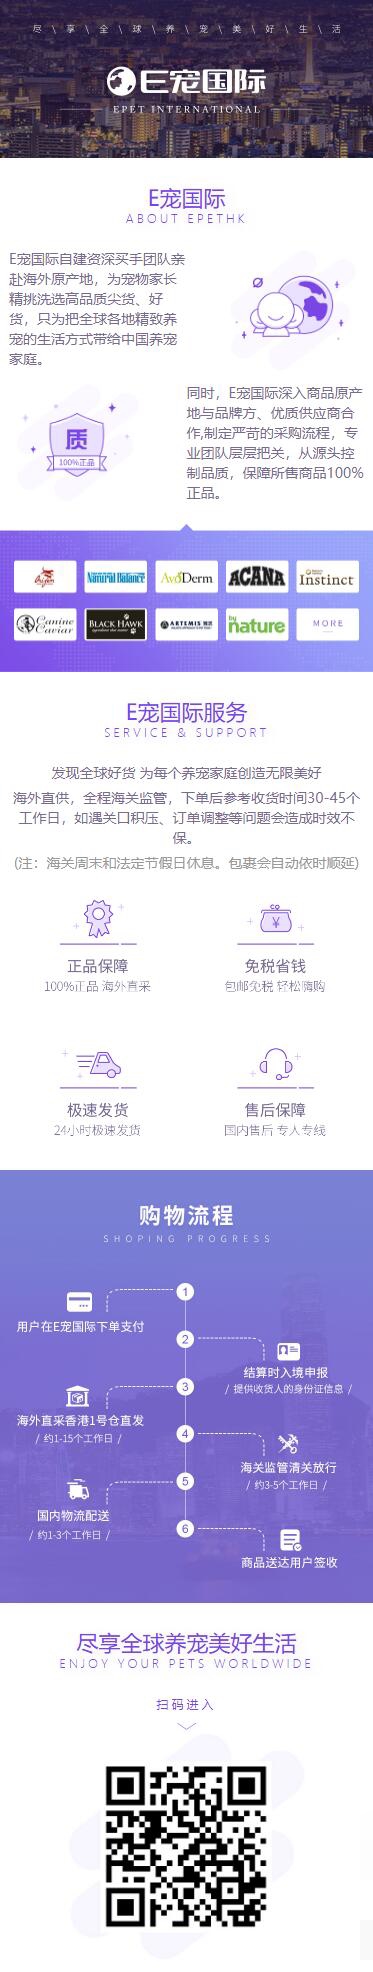 尽 \ 享 \ 全 \ 球 \ 养 \ 宠 \ 美 \ 好 \ 生 \ 活
E宠国际
EPET INTERNATIONAL
E宠国际
ABOUT EPETHK
E宠国际自建资深买手团队亲
赴海外原产地，为宠物家长
精挑洗选高品质尖货、好
货，只为把全球各地精致养
宠的生活方式带给中国养宠
家庭。
同时，E宠国际深入商品原产
地与品牌方、优质供应商合
作,制定严苛的采购流程，专
业团队层层把关，从源头控
制品质，保障所售商品100%
正品。
质
100%正品
Orijen
Natural Balance
AvoDerm
ACANA
Instinct
Canine
Caviar
BLACK HAWK
ARTEMIS
by
nature
MORE
E宠国际服务
SERVICE & SUPPORT
发现全球好货 为每个养宠家庭创造无限美好
海外直供，全程海关监管，下单后参考收货时间30-45个
工作日，如遇关口积压、订单调整等问题会造成时效不
保。
(注：海关周末和法定节假日休息。包裹会自动依时顺延)
正品保障
100%正品 海外直采
免税省钱
包邮免税 轻松嗨购
极速发货
24小时极速发货
售后保障
国内售后 专人专线
购物流程
SHOPING PROGRESS
1
用户在E宠国际下单支付
2
结算时入境申报
/ 提供收货人的身份证信息 /
3
海外直采香港1号仓直发
/ 约1-15个工作日 /
4
海关监管清关放行
/ 约3-5个工作日 /
5
国内物流配送
/ 约1-3个工作日 /
6
商品送达用户签收
尽享全球养宠美好生活
ENJOY YOUR PETS WORLDWIDE
扫码进入